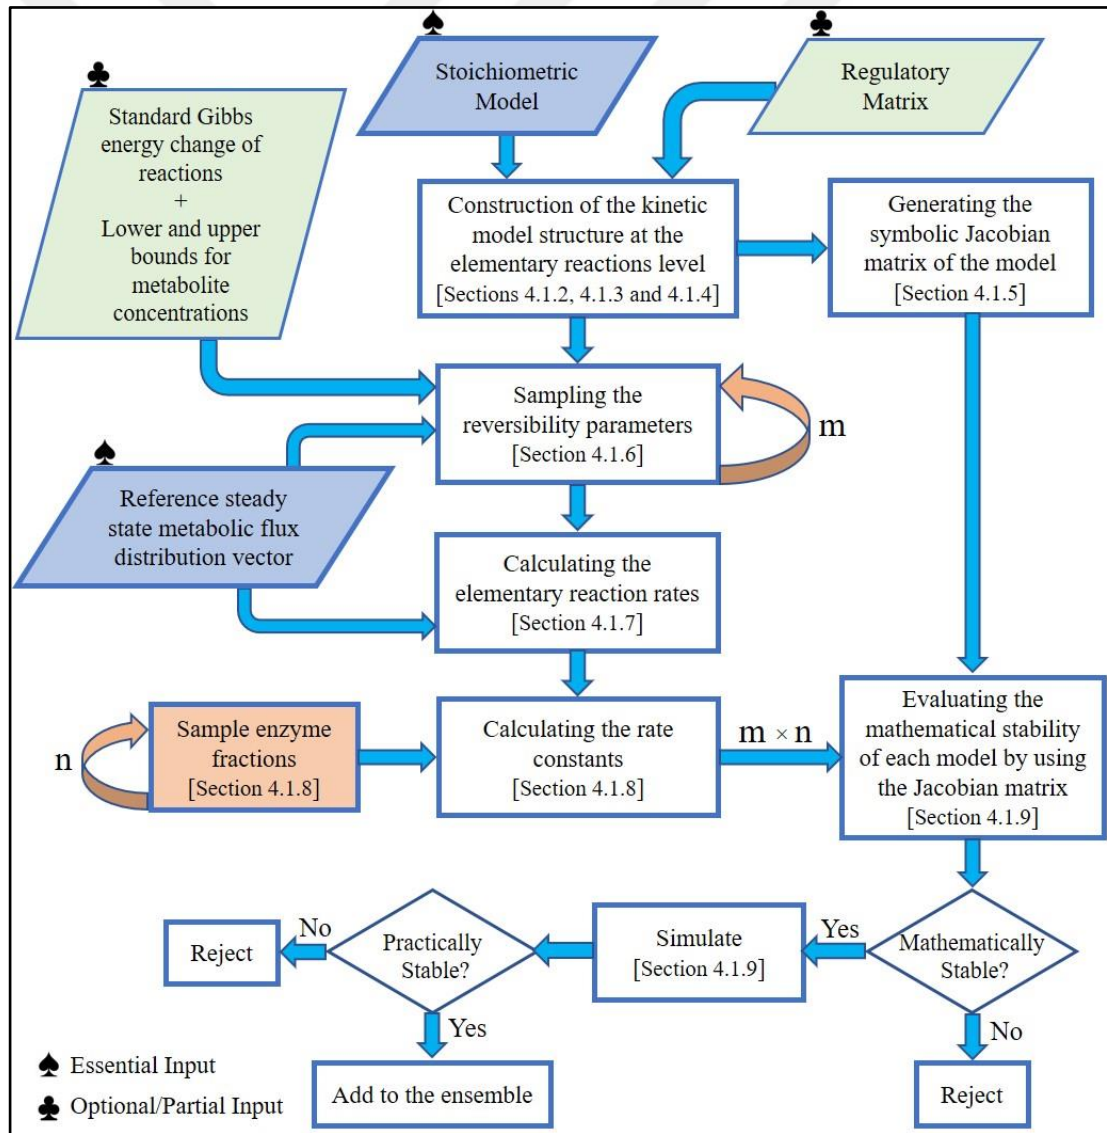 ♠
♣
Stoichiometric
Model
Regulatory
Matrix
♣
Standard Gibbs
energy change of
reactions
+
Lower and upper
bounds for
metabolite
concentrations
Construction of the kinetic
model structure at the
elementary reactions level
[Sections 4.1.2, 4.1.3 and 4.1.4]
Generating the
symbolic Jacobian
matrix of the model
[Section 4.1.5]
Sampling the
reversibility parameters
[Section 4.1.6]
m
♠
Reference steady
state metabolic flux
distribution vector
Calculating the
elementary reaction rates
[Section 4.1.7]
n
Sample enzyme
fractions
[Section 4.1.8]
Calculating the rate
constants
[Section 4.1.8]
m × n
Evaluating the
mathematical stability
of each model by using
the Jacobian matrix
[Section 4.1.9]
Mathematically
Stable?
Yes
No
Reject
Simulate
[Section 4.1.9]
Practically
Stable?
No
Reject
Yes
Add to the ensemble
♠ Essential Input
♣ Optional/Partial Input